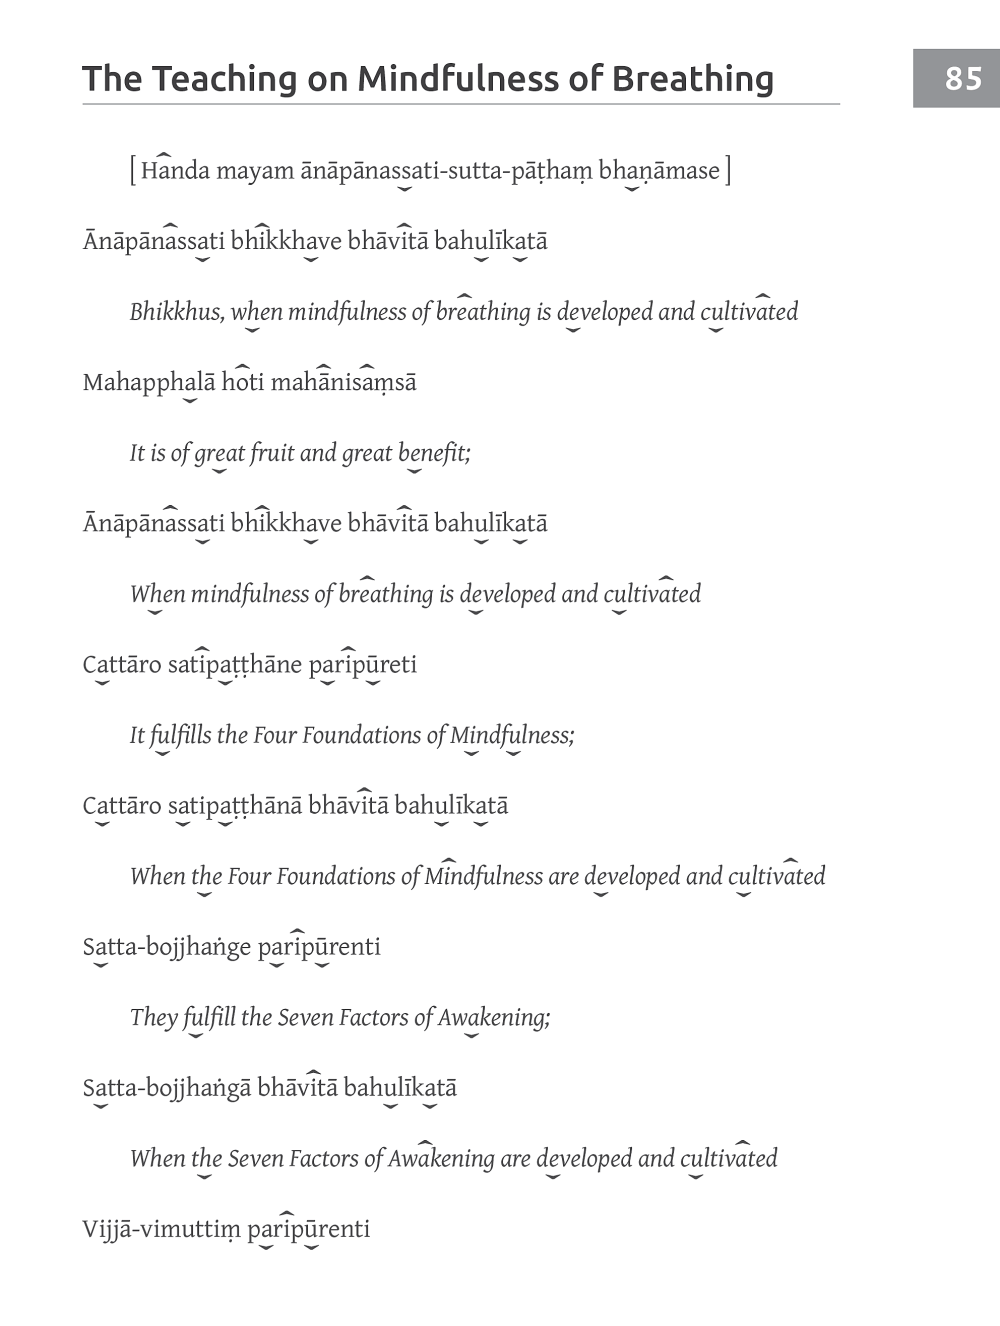 The Teaching on Mindfulness of Breathing
85
[ Handa mayam ānāpānassati-sutta-pāṭhaṃ bhaṇāmase ]
Ānāpānassati bhikkhave bhāvitā bahulīkatā
Bhikkhus, when mindfulness of breathing is developed and cultivated
Mahapphalā hoti mahānisaṃsā
It is of great fruit and great benefit;
Ānāpānassati bhikkhave bhāvitā bahulīkatā
When mindfulness of breathing is developed and cultivated
Cattāro satipaṭṭhāne paripūreti
It fulfills the Four Foundations of Mindfulness;
Cattāro satipaṭṭhānā bhāvitā bahulīkatā
When the Four Foundations of Mindfulness are developed and cultivated
Satta-bojjhaṅge paripūrenti
They fulfill the Seven Factors of Awakening;
Satta-bojjhaṅgā bhāvitā bahulīkatā
When the Seven Factors of Awakening are developed and cultivated
Vijjā-vimuttiṃ paripūrenti